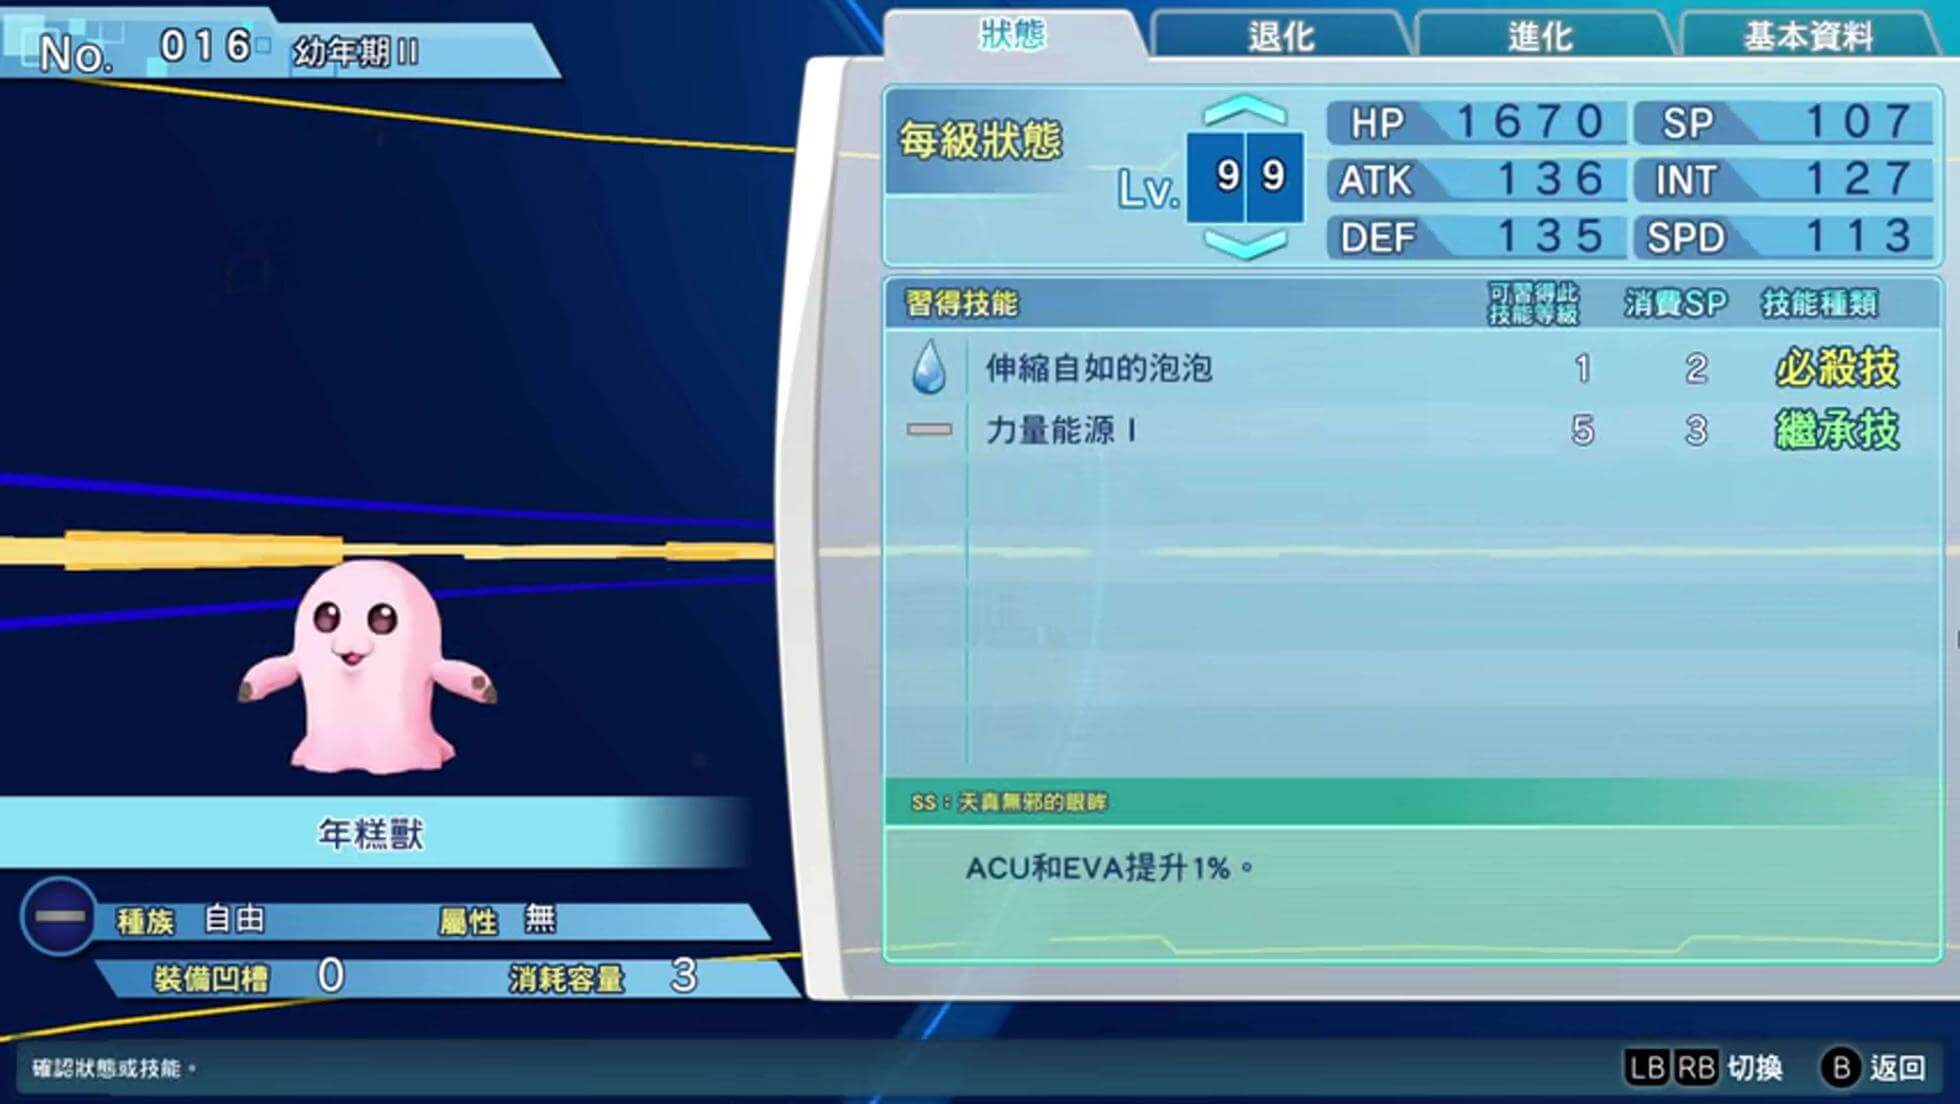 No. 016 幼年期II
狀態 退化 進化 基本資料
每級狀態
Lv. 99
HP 1670 SP 107
ATK 136 INT 127
DEF 135 SPD 113
習得技能 可習得此技能等級 消費SP 技能種類
伸縮自如的泡泡 1 2 必殺技
力量能源 I 5 3 繼承技
SS：天真無邪的眼眸
ACU和EVA提升1%。
年糕獸
種族 自由 屬性 無
裝備凹槽 0 消耗容量 3
確認狀態或技能。
LB RB 切換 B 返回